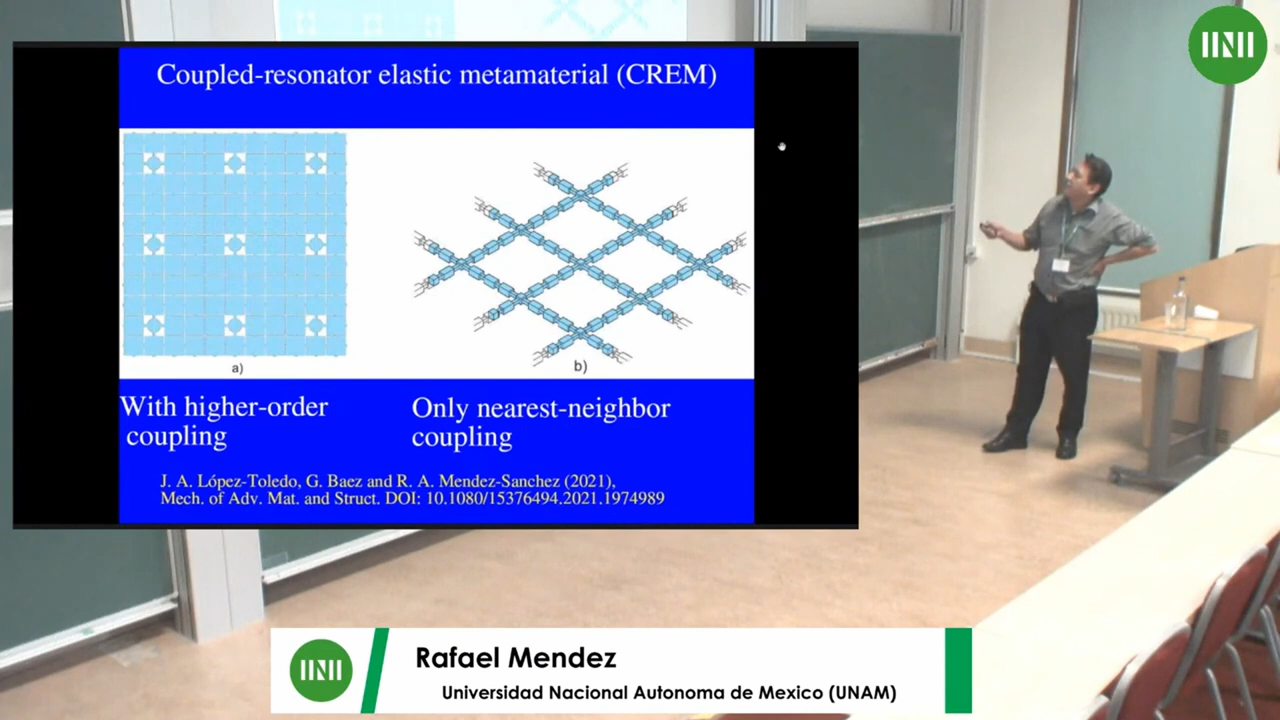 Coupled-resonator elastic metamaterial (CREM)
a)
b)
With higher-order
coupling
Only nearest-neighbor
coupling
J. A. López-Toledo, G. Baez and R. A. Mendez-Sanchez (2021),
Mech. of Adv. Mat. and Struct. DOI: 10.1080/15376494.2021.1974989
Rafael Mendez
Universidad Nacional Autonoma de Mexico (UNAM)